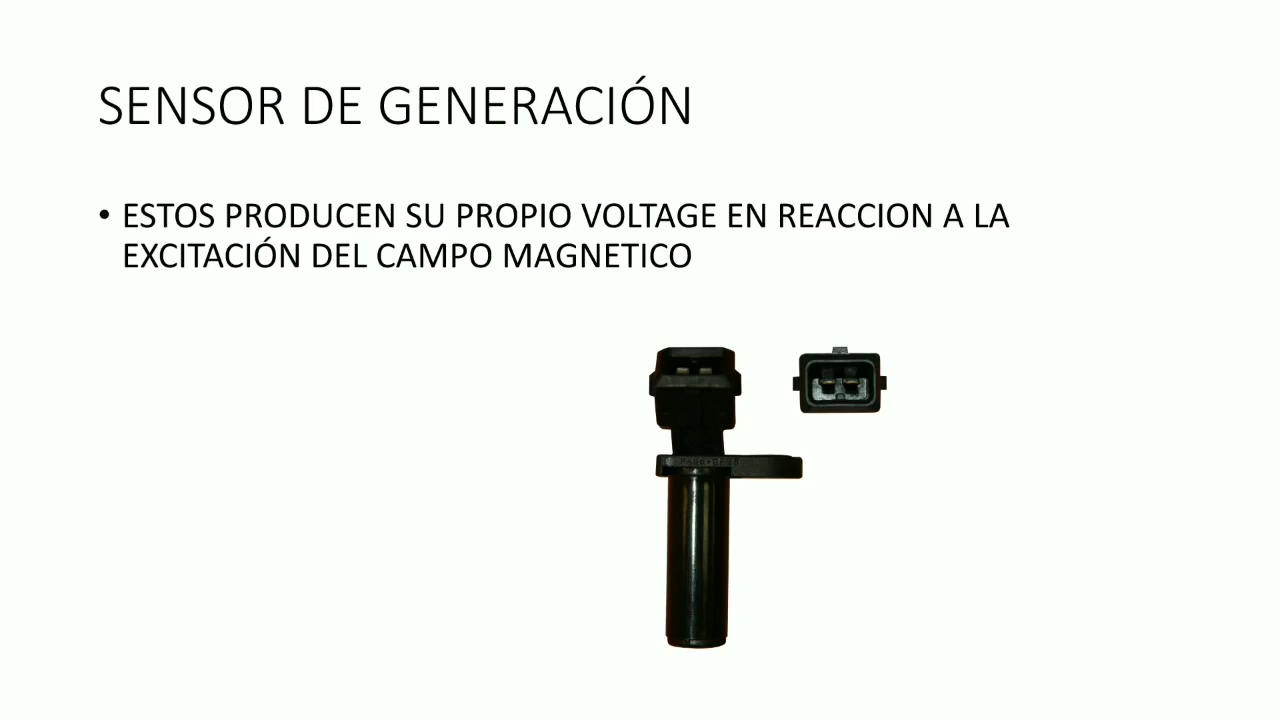 SENSOR DE GENERACIÓN
• ESTOS PRODUCEN SU PROPIO VOLTAGE EN REACCION A LA
EXCITACIÓN DEL CAMPO MAGNETICO